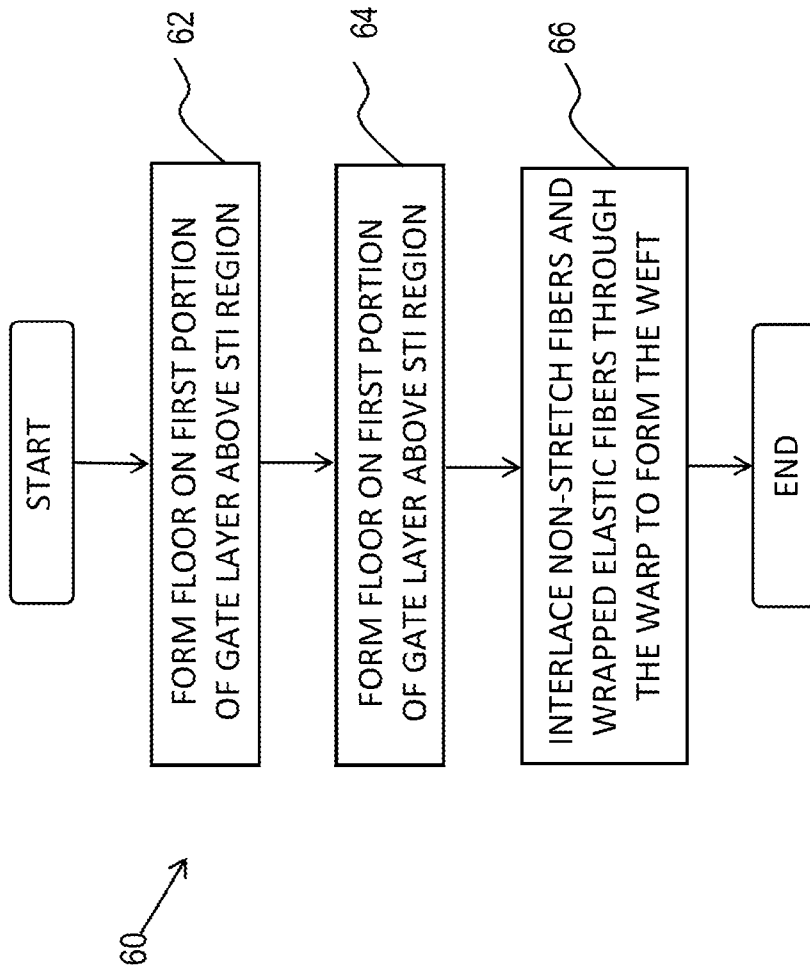 60
START
FORM FLOOR ON FIRST PORTION
OF GATE LAYER ABOVE STI REGION
62
FORM FLOOR ON FIRST PORTION
OF GATE LAYER ABOVE STI REGION
64
INTERLACE NON-STRETCH FIBERS AND
WRAPPED ELASTIC FIBERS THROUGH
THE WARP TO FORM THE WEFT
66
END